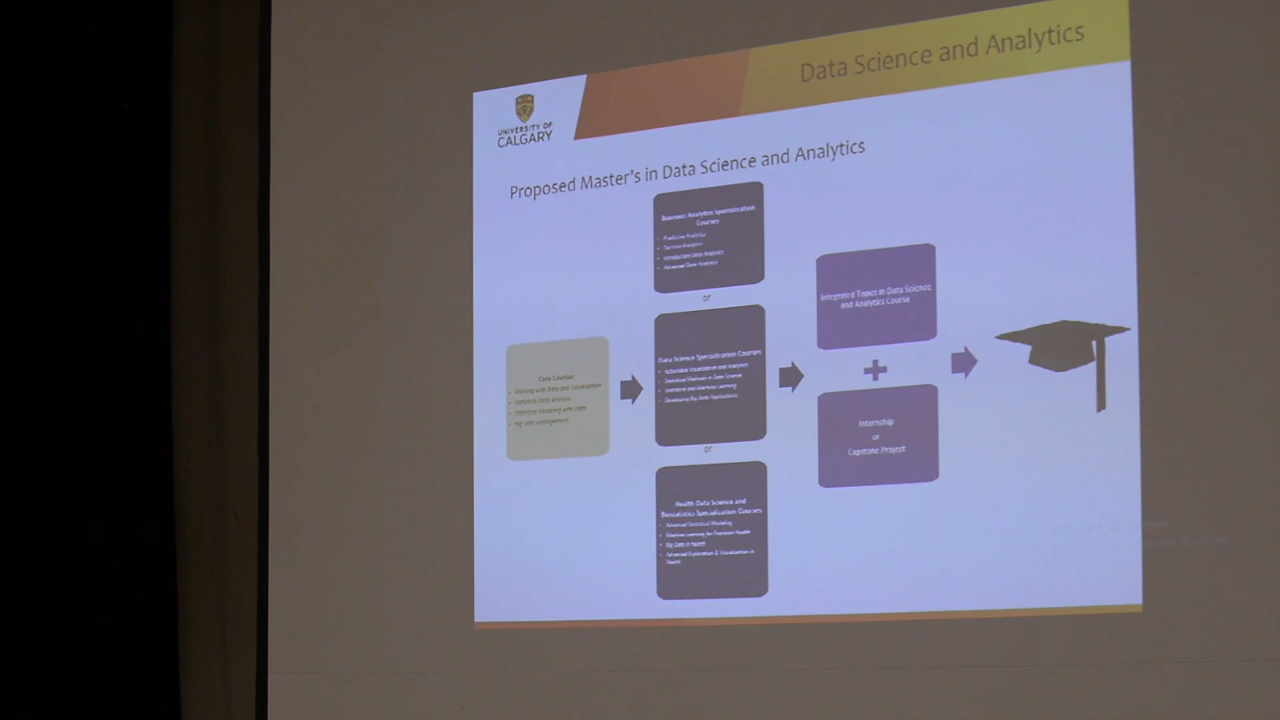 Data Science and Analytics
UNIVERSITY OF
CALGARY
Proposed Master's in Data Science and Analytics
Business Analytics Specialization
Courses
Predictive Analytics
Decision Analytics
Introductory Data Analytics
Advanced Data Analytics
or
Core Courses
Working with Data and Visualization
Statistical Data Analysis
Statistical Modeling with Data
Big Data Management
Data Science Specialization Courses
Actionable Visualization and Analytics
Statistical Methods in Data Science
Statistical and Machine Learning
Developing Big Data Applications
or
Health Data Science and
Biostatistics Specialization Courses
Advanced Statistical Modeling
Machine Learning for Precision Health
Big Data in Health
Advanced Exploration & Visualization in
Health
Integrated Topics in Data Science
and Analytics Course
+
Internship
or
Capstone Project